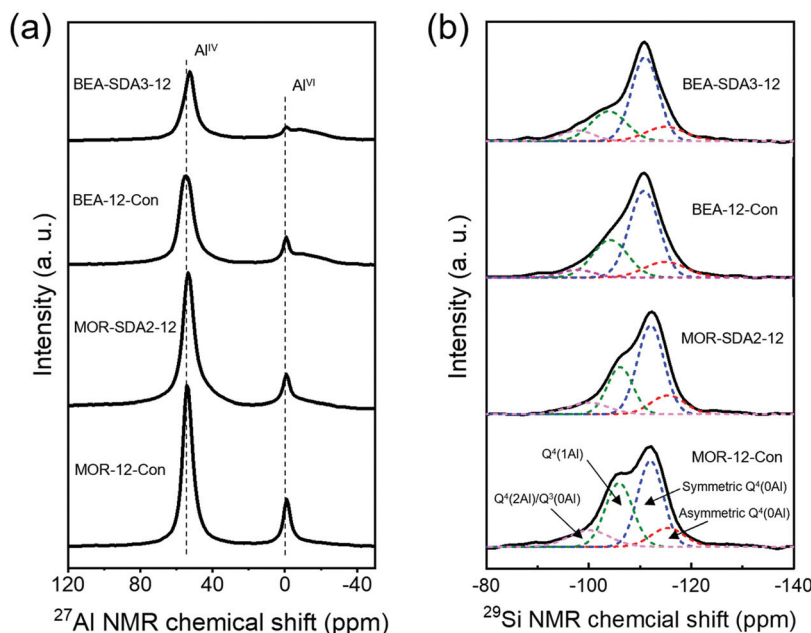 (a)
Al^IV
Al^VI
BEA-SDA3-12
BEA-12-Con
MOR-SDA2-12
MOR-12-Con
Intensity (a. u.)
120 80 40 0 -40
²⁷Al NMR chemical shift (ppm)
(b)
BEA-SDA3-12
BEA-12-Con
MOR-SDA2-12
MOR-12-Con
Q⁴(1Al)
Symmetric Q⁴(0Al)
Q⁴(2Al)/Q³(0Al)
Asymmetric Q⁴(0Al)
Intensity (a. u.)
-80 -100 -120 -140
²⁹Si NMR chemcial shift (ppm)